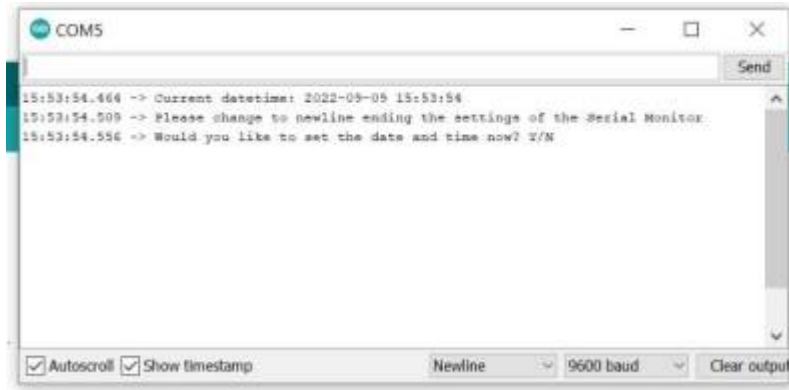 COM5
Send
15:53:54.464 -> Current datetime: 2022-09-09 15:53:54
15:53:54.509 -> Please change to newline ending the settings of the Serial Monitor
15:53:54.556 -> Would you like to set the date and time now? Y/N
Autoscroll Show timestamp Newline 9600 baud Clear output